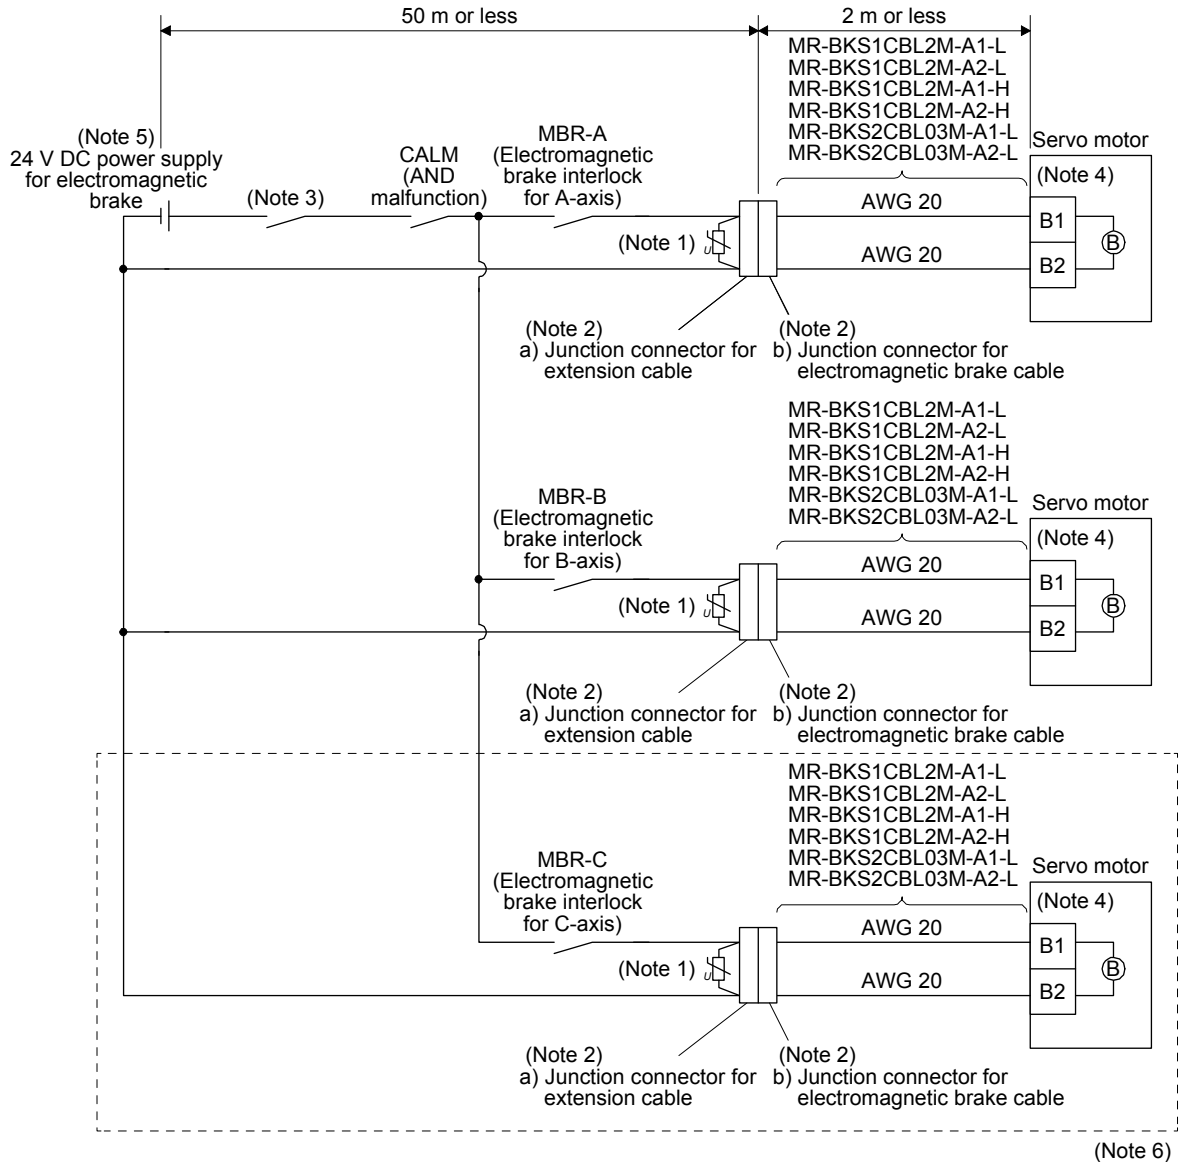 50 m or less
2 m or less
MR-BKS1CBL2M-A1-L
MR-BKS1CBL2M-A2-L
MR-BKS1CBL2M-A1-H
MR-BKS1CBL2M-A2-H
MR-BKS2CBL03M-A1-L
MR-BKS2CBL03M-A2-L
(Note 5)
24 V DC power supply
for electromagnetic
brake
(Note 3)
CALM
(AND
malfunction)
MBR-A
(Electromagnetic
brake interlock
for A-axis)
(Note 1)
U
AWG 20
AWG 20
Servo motor
(Note 4)
B1
B2
B
(Note 2)
a) Junction connector for
extension cable
(Note 2)
b) Junction connector for
electromagnetic brake cable
MR-BKS1CBL2M-A1-L
MR-BKS1CBL2M-A2-L
MR-BKS1CBL2M-A1-H
MR-BKS1CBL2M-A2-H
MR-BKS2CBL03M-A1-L
MR-BKS2CBL03M-A2-L
MBR-B
(Electromagnetic
brake interlock
for B-axis)
(Note 1)
U
AWG 20
AWG 20
Servo motor
(Note 4)
B1
B2
B
(Note 2)
a) Junction connector for
extension cable
(Note 2)
b) Junction connector for
electromagnetic brake cable
MR-BKS1CBL2M-A1-L
MR-BKS1CBL2M-A2-L
MR-BKS1CBL2M-A1-H
MR-BKS1CBL2M-A2-H
MR-BKS2CBL03M-A1-L
MR-BKS2CBL03M-A2-L
MBR-C
(Electromagnetic
brake interlock
for C-axis)
(Note 1)
U
AWG 20
AWG 20
Servo motor
(Note 4)
B1
B2
B
(Note 2)
a) Junction connector for
extension cable
(Note 2)
b) Junction connector for
electromagnetic brake cable
(Note 6)